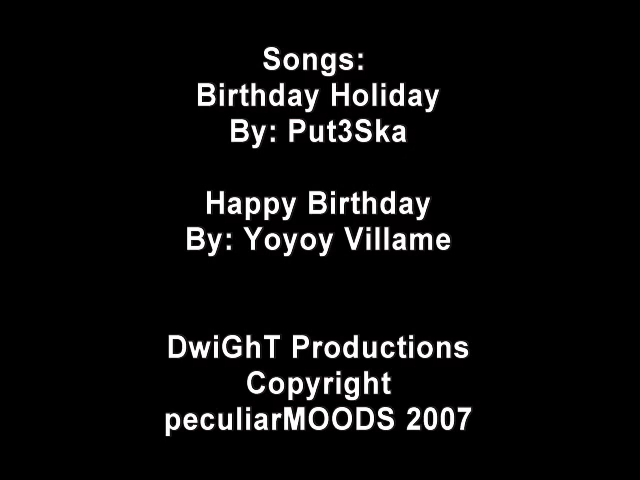 Songs:
Birthday Holiday
By: Put3Ska
Happy Birthday
By: Yoyoy Villame
DwiGhT Productions
Copyright
peculiarMOODS 2007